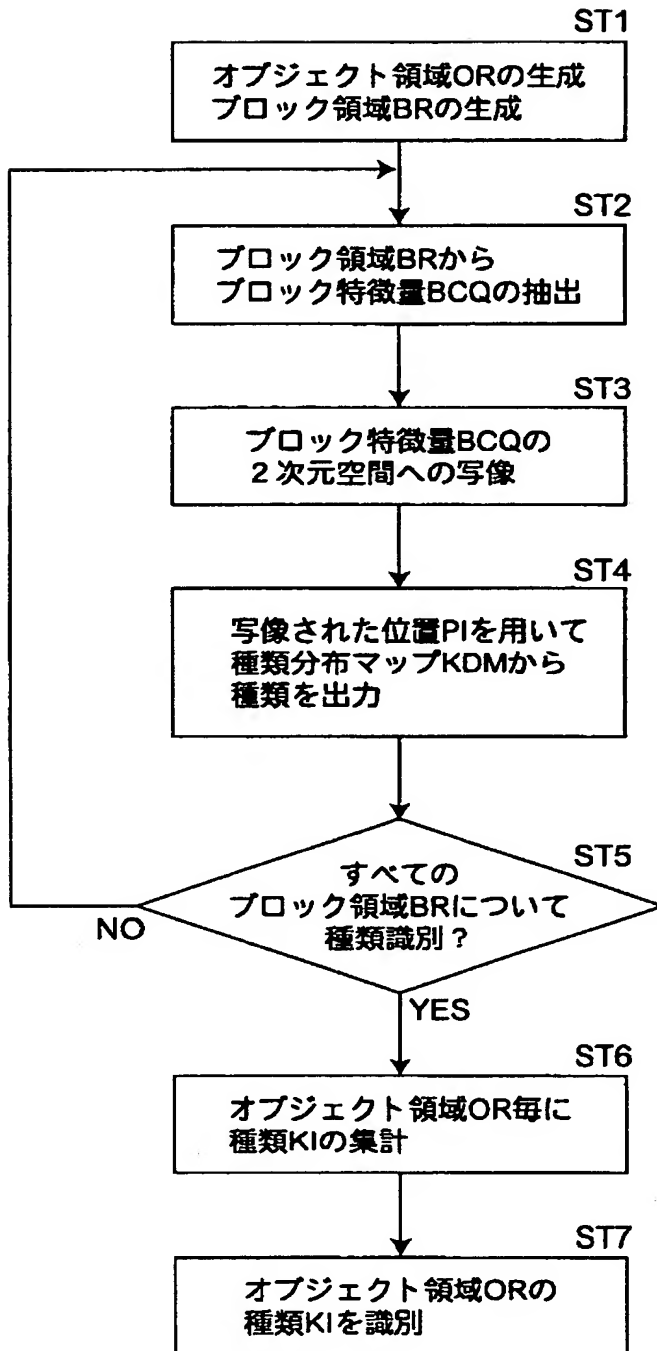 ST1
オブジェクト領域ORの生成
ブロック領域BRの生成
ST2
ブロック領域BRから
ブロック特徴量BCQの抽出
ST3
ブロック特徴量BCQの
2次元空間への写像
ST4
写像された位置PIを用いて
種類分布マップKDMから
種類を出力
ST5
すべての
ブロック領域BRについて
種類識別？
NO
YES
ST6
オブジェクト領域OR毎に
種類KIの集計
ST7
オブジェクト領域ORの
種類KIを識別